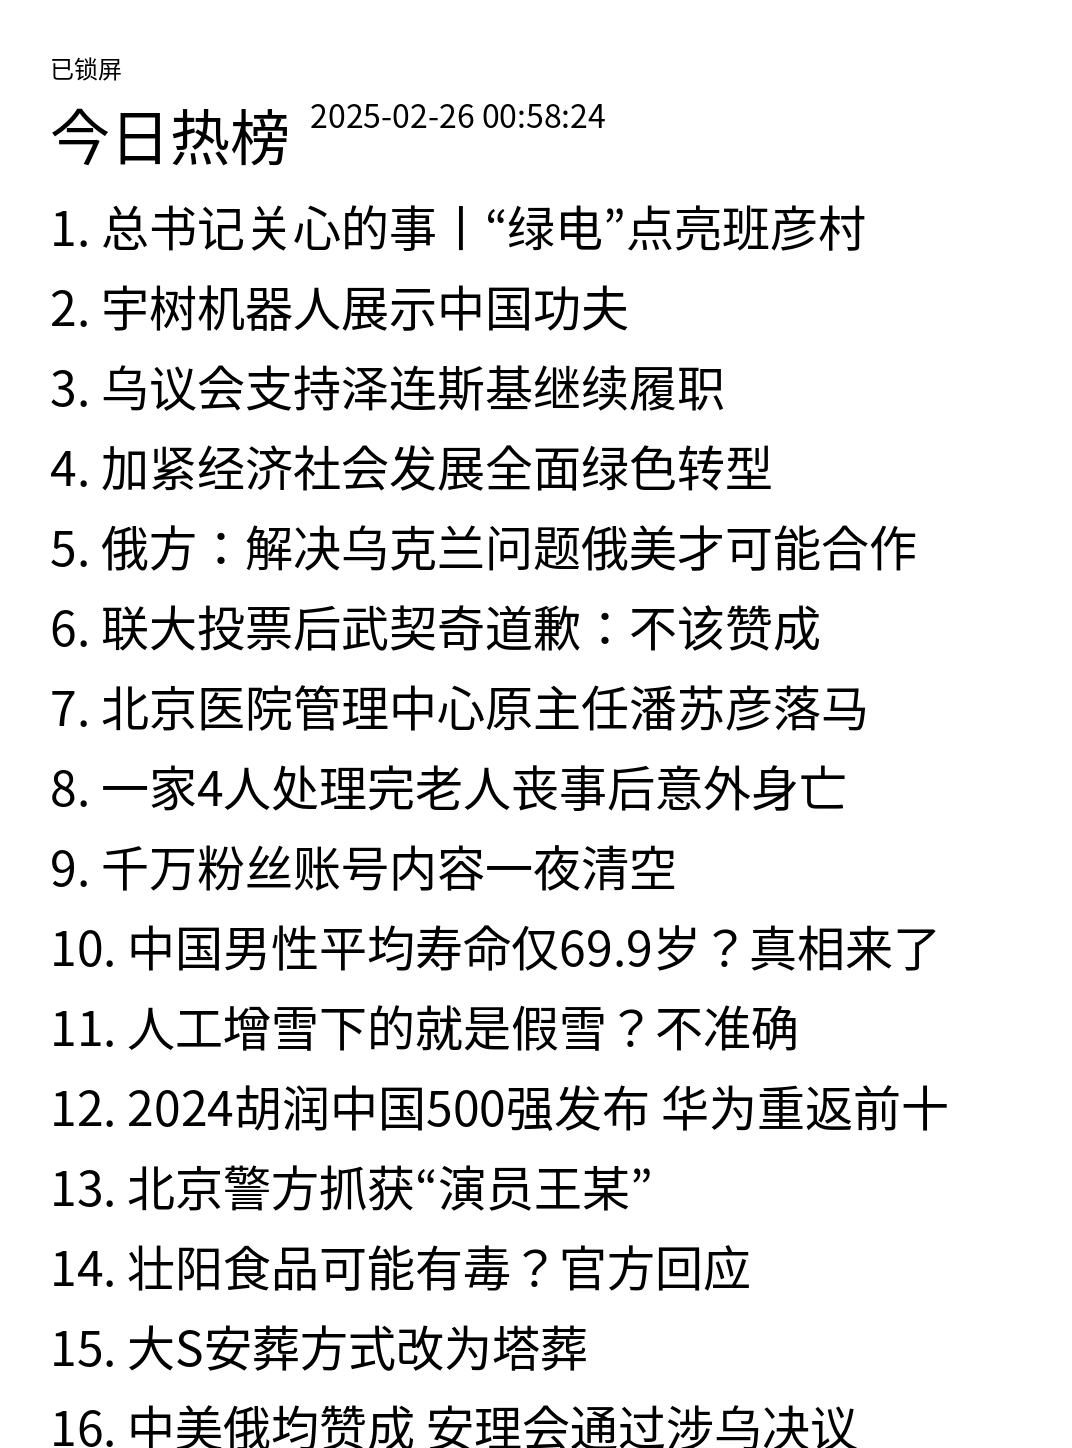 已锁屏
今日热榜 2025-02-26 00:58:24
1. 总书记关心的事丨“绿电”点亮班彦村
2. 宇树机器人展示中国功夫
3. 乌议会支持泽连斯基继续履职
4. 加紧经济社会发展全面绿色转型
5. 俄方：解决乌克兰问题俄美才可能合作
6. 联大投票后武契奇道歉：不该赞成
7. 北京医院管理中心原主任潘苏彦落马
8. 一家4人处理完老人丧事后意外身亡
9. 千万粉丝账号内容一夜清空
10. 中国男性平均寿命仅69.9岁？真相来了
11. 人工增雪下的就是假雪？不准确
12. 2024胡润中国500强发布 华为重返前十
13. 北京警方抓获“演员王某”
14. 壮阳食品可能有毒？官方回应
15. 大S安葬方式改为塔葬
16. 中美俄均赞成 安理会通过涉乌决议